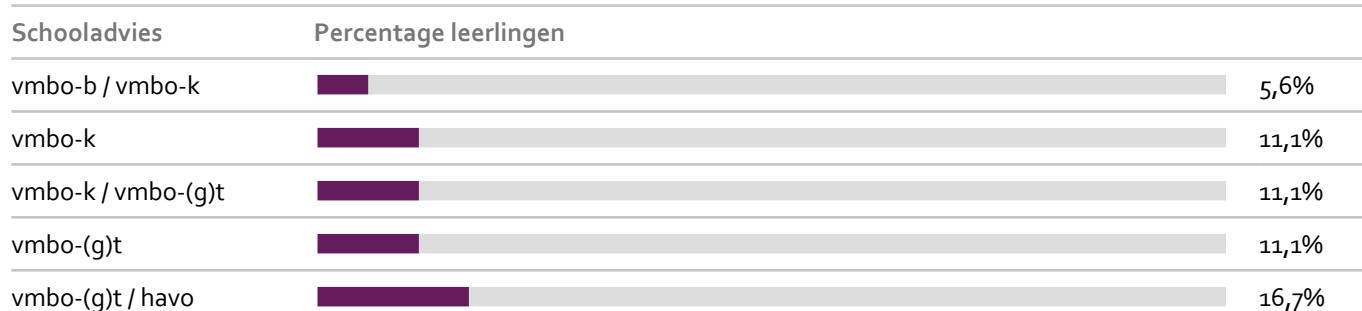 Schooladvies Percentage leerlingen
vmbo-b / vmbo-k 5,6%
vmbo-k 11,1%
vmbo-k / vmbo-(g)t 11,1%
vmbo-(g)t 11,1%
vmbo-(g)t / havo 16,7%